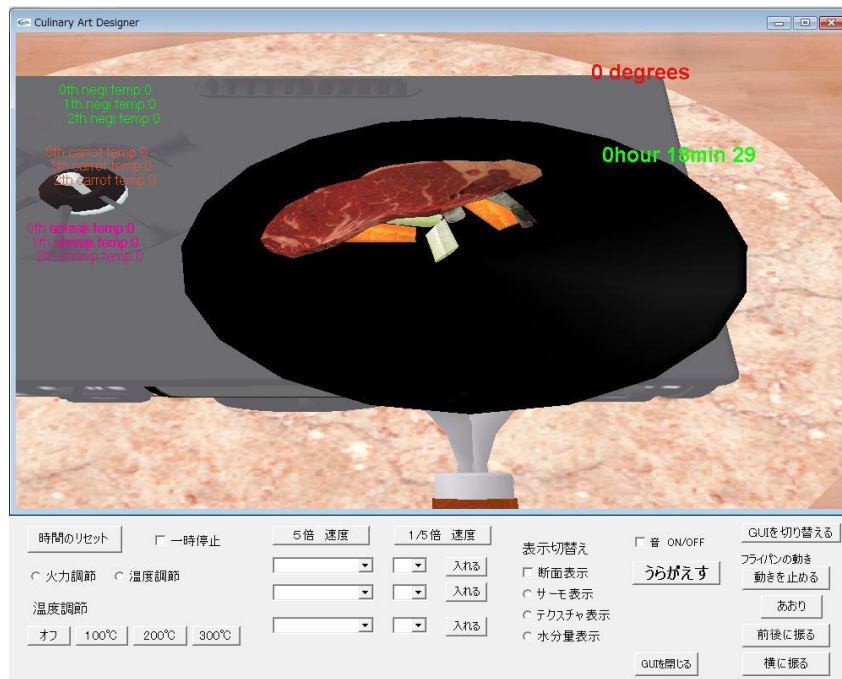 Culinary Art Designer
0 degrees
0th negi temp:0
1th negi temp:0
2th negi temp:0
0hour 18min 29
0th carrot temp:0
1th carrot temp:0
2th carrot temp:0
0th temp:0
1th temp:0
2th temp:0
時間のリセット
一時停止
5倍 速度
1/5倍 速度
火力調節
温度調節
入れる
入れる
入れる
温度調節
オフ
100℃
200℃
300℃
表示切替え
断面表示
サーモ表示
テクスチャ表示
水分量表示
音 ON/OFF
うらがえす
GUIを閉じる
GUIを切り替える
フライパンの動き
動きを止める
あおり
前後に振る
横に振る